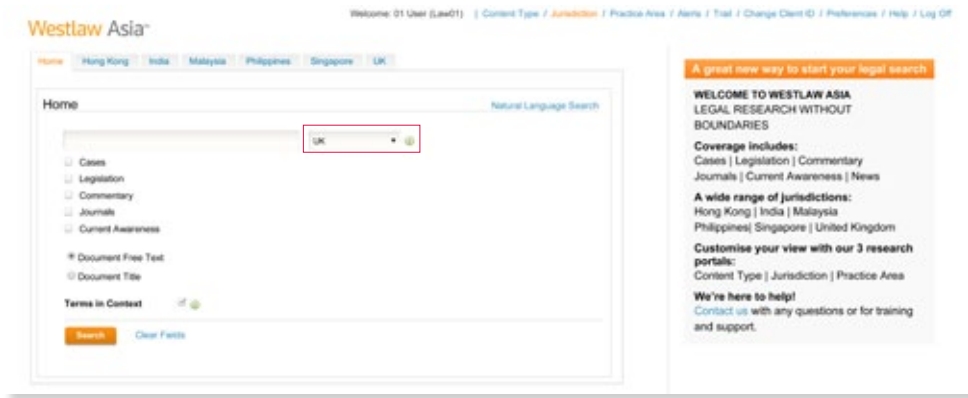 Welcome: 01 User (Law01) | Content Type / Jurisdiction / Practice Area / Alerts / Trail / Change Client ID / Preferences / Help / Log Off
Westlaw Asia
Home Hong Kong India Malaysia Philippines Singapore UK
Home Natural Language Search
UK
Cases
Legislation
Commentary
Journals
Current Awareness
Document Free Text
Document Title
Terms in Context
Search Clear Fields
A great new way to start your legal search
WELCOME TO WESTLAW ASIA
LEGAL RESEARCH WITHOUT
BOUNDARIES
Coverage includes:
Cases | Legislation | Commentary
Journals | Current Awareness | News
A wide range of jurisdictions:
Hong Kong | India | Malaysia
Philippines| Singapore | United Kingdom
Customise your view with our 3 research
portals:
Content Type | Jurisdiction | Practice Area
We're here to help!
Contact us with any questions or for training
and support.